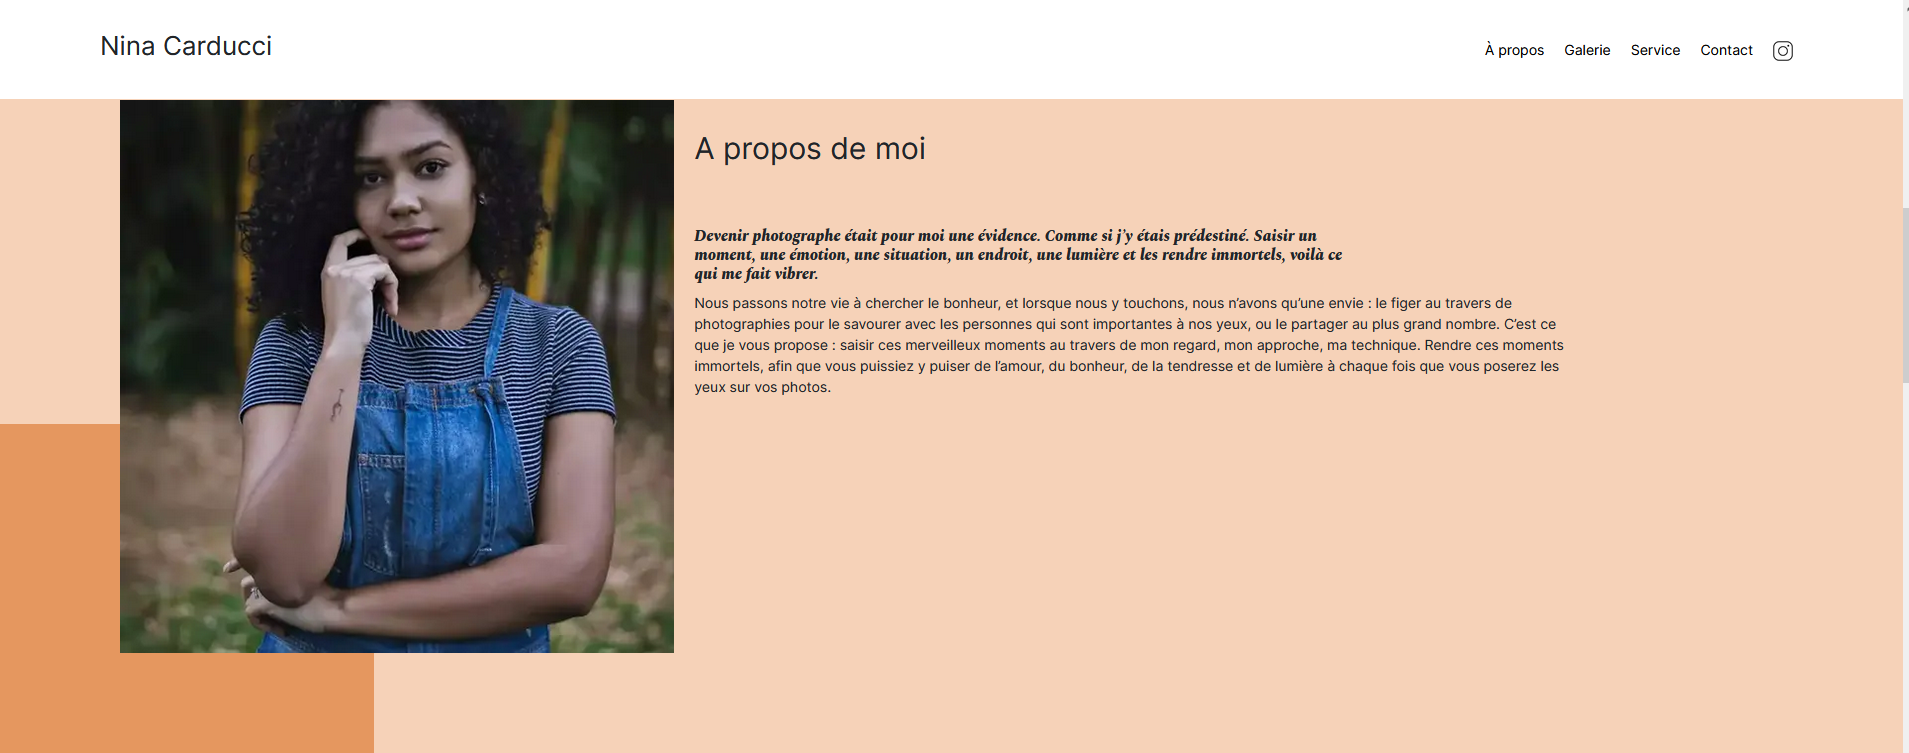 Nina Carducci
À propos Galerie Service Contact
A propos de moi
Devenir photographe était pour moi une évidence. Comme si j'y étais prédestiné. Saisir un
moment, une émotion, une situation, un endroit, une lumière et les rendre immortels, voilà ce
qui me fait vibrer.
Nous passons notre vie à chercher le bonheur, et lorsque nous y touchons, nous n’avons qu’une envie : le figer au travers de
photographies pour le savourer avec les personnes qui sont importantes à nos yeux, ou le partager au plus grand nombre. C’est ce
que je vous propose : saisir ces merveilleux moments au travers de mon regard, mon approche, ma technique. Rendre ces moments
immortels, afin que vous puissiez y puiser de l’amour, du bonheur, de la tendresse et de lumière à chaque fois que vous poserez les
yeux sur vos photos.